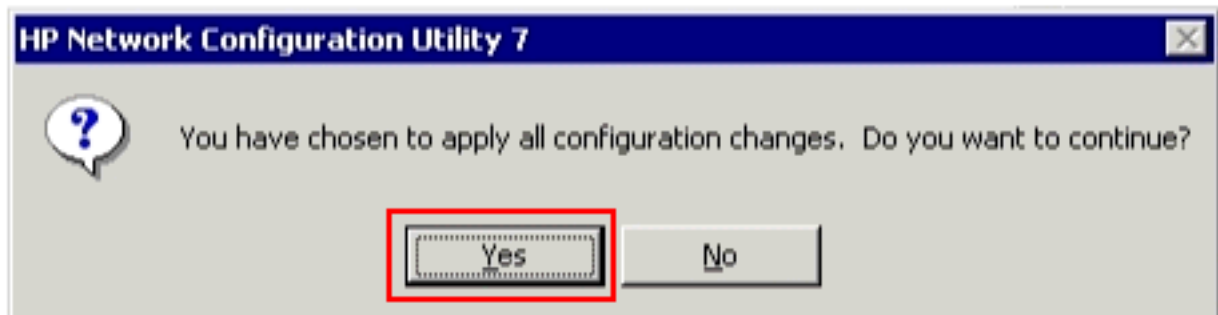 HP Network Configuration Utility 7
You have chosen to apply all configuration changes.  Do you want to continue?
Yes
No